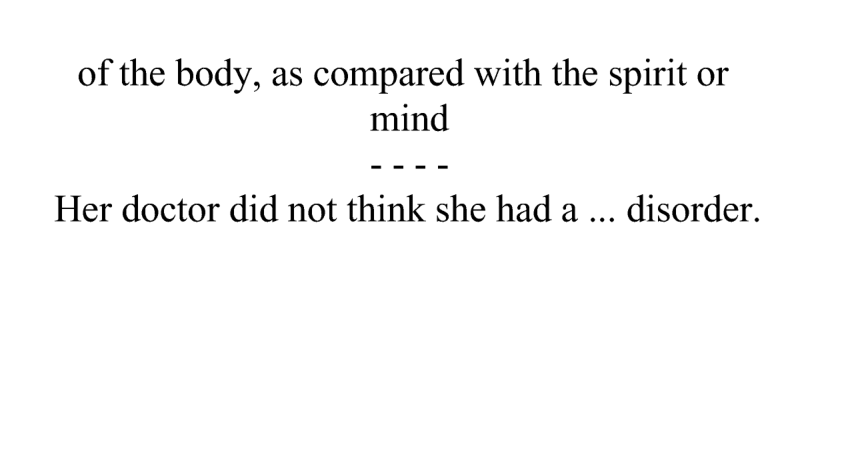 of the body, as compared with the spirit or
mind
- - - -
Her doctor did not think she had a ... disorder.